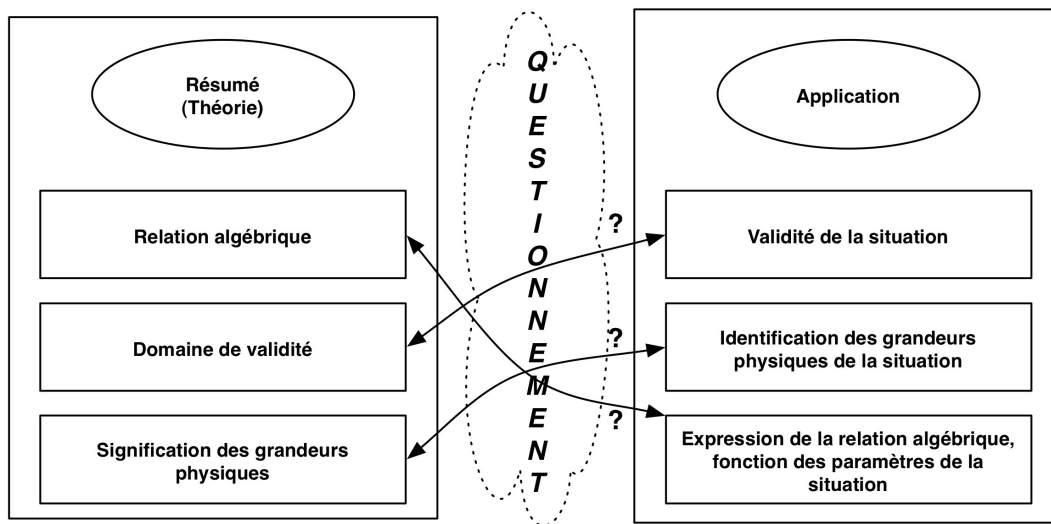 Résumé
(Théorie)
Relation algébrique
Domaine de validité
Signification des grandeurs
physiques
QUESTIONNEMENT
?
?
?
Application
Validité de la situation
Identification des grandeurs
physiques de la situation
Expression de la relation algébrique,
fonction des paramètres de la
situation